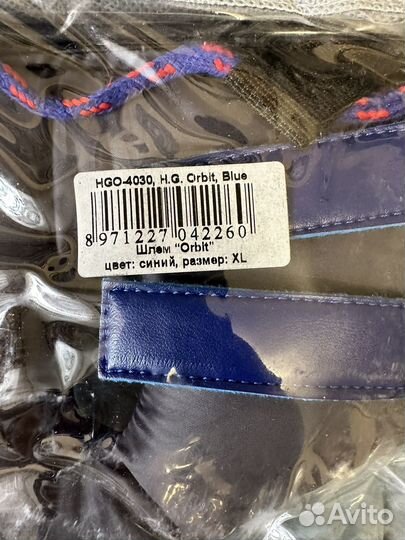 HGO-4030, H.G. Orbit, Blue
8 971227 042260
Шлем "Orbit"
цвет: синий, размер: XL
Avito